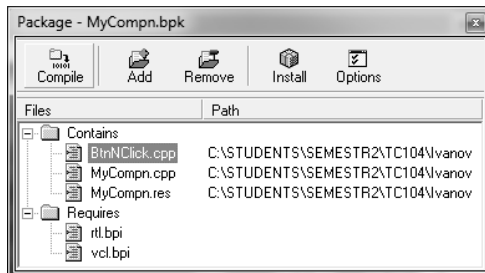 Package - MyCompn.bpk
Compile Add Remove Install Options
Files Path
Contains
BtnNClick.cpp C:\STUDENTS\SEMESTR2\TC104\Ivanov
MyCompn.cpp C:\STUDENTS\SEMESTR2\TC104\Ivanov
MyCompn.res C:\STUDENTS\SEMESTR2\TC104\Ivanov
Requires
rtl.bpi
vcl.bpi